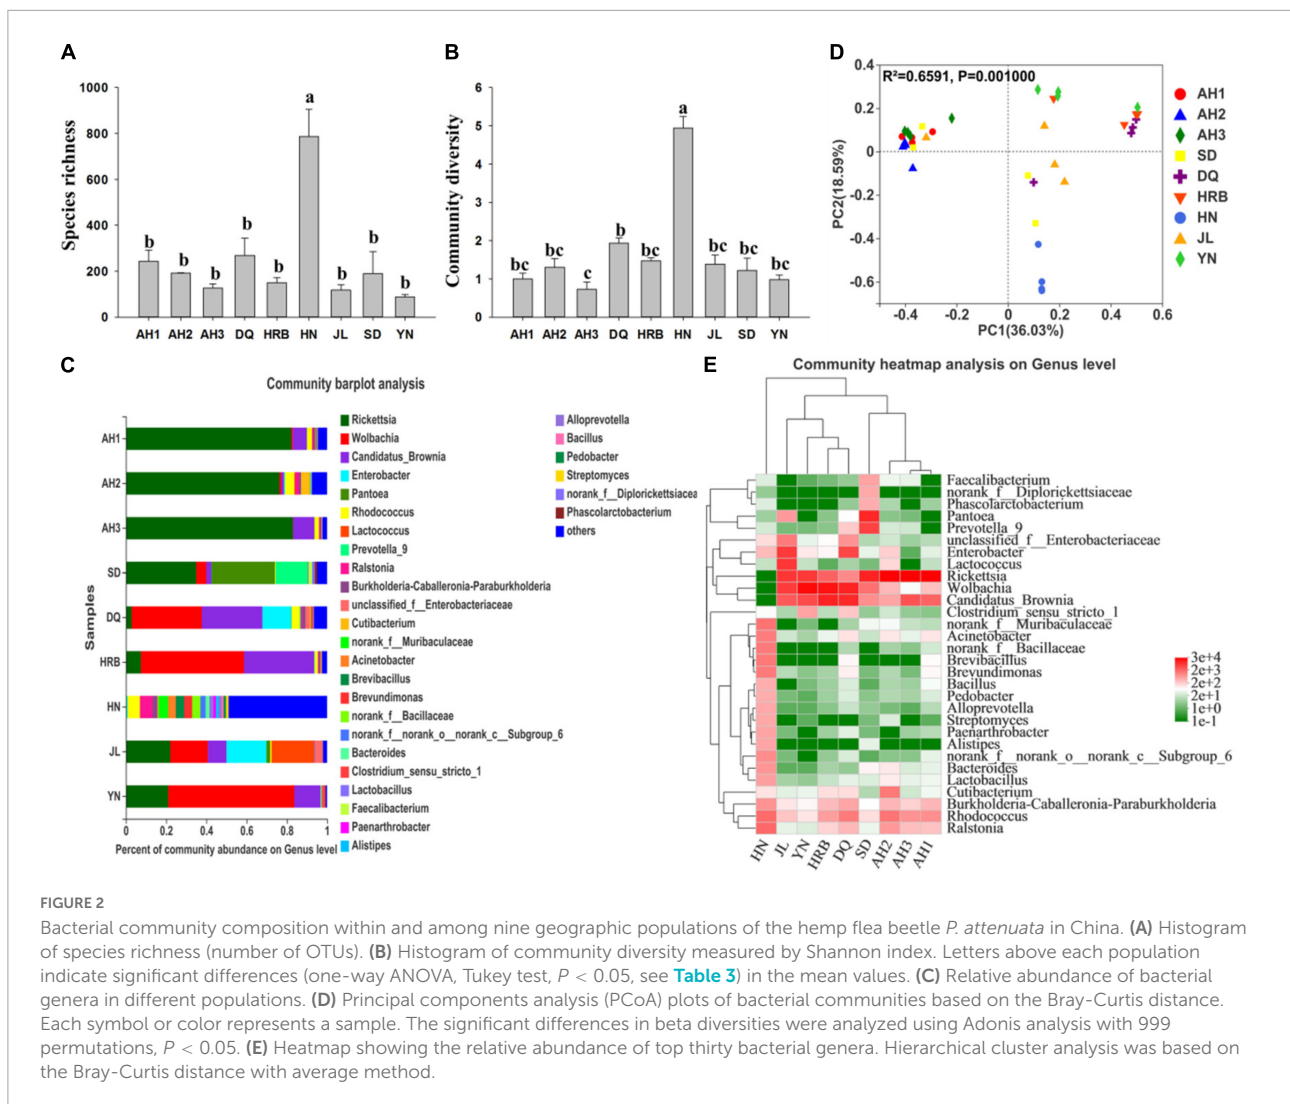 A
Species richness
1000
800
600
400
200
0
b
b
b
b
b
a
b
b
b
AH1 AH2 AH3 DQ HRB HN JL SD YN
B
Community diversity
6
5
4
3
2
1
0
bc
bc
c
b
bc
a
bc
bc
bc
AH1 AH2 AH3 DQ HRB HN JL SD YN
D
R²=0.6591, P=0.001000
PC2(18.59%)
0.4
0.2
0
-0.2
-0.4
-0.6
-0.4 -0.2 0 0.2 0.4 0.6
PC1(36.03%)
AH1
AH2
AH3
SD
DQ
HRB
HN
JL
YN
C
Community barplot analysis
Samples
AH1
AH2
AH3
SD
DQ
HRB
HN
JL
YN
0 0.2 0.4 0.6 0.8 1
Percent of community abundance on Genus level
Rickettsia
Wolbachia
Candidatus_Brownia
Enterobacter
Pantoea
Rhodococcus
Lactococcus
Prevotella_9
Ralstonia
Burkholderia-Caballeronia-Paraburkholderia
unclassified_f__Enterobacteriaceae
Cutibacterium
norank_f__Muribaculaceae
Acinetobacter
Brevibacillus
Brevundimonas
norank_f__Bacillaceae
norank_f__norank_o__norank_c__Subgroup_6
Bacteroides
Clostridium_sensu_stricto_1
Lactobacillus
Faecalibacterium
Paenarthrobacter
Alistipes
Alloprevotella
Bacillus
Pedobacter
Streptomyces
norank_f__Diplorickettsiaceae
Phascolarctobacterium
others
E
Community heatmap analysis on Genus level
Faecalibacterium
norank_f__Diplorickettsiaceae
Phascolarctobacterium
Pantoea
Prevotella_9
unclassified_f__Enterobacteriaceae
Enterobacter
Lactococcus
Rickettsia
Wolbachia
Candidatus_Brownia
Clostridium_sensu_stricto_1
norank_f__Muribaculaceae
Acinetobacter
norank_f__Bacillaceae
Brevibacillus
Brevundimonas
Bacillus
Pedobacter
Alloprevotella
Streptomyces
Paenarthrobacter
Alistipes
norank_f__norank_o__norank_c__Subgroup_6
Bacteroides
Lactobacillus
Cutibacterium
Burkholderia-Caballeronia-Paraburkholderia
Rhodococcus
Ralstonia
HN JL YN HRB DQ SD AH2 AH3 AH1
3e+4
2e+3
2e+2
2e+1
1e+0
1e-1
FIGURE 2
Bacterial community composition within and among nine geographic populations of the hemp flea beetle P. attenuata in China. (A) Histogram
of species richness (number of OTUs). (B) Histogram of community diversity measured by Shannon index. Letters above each population
indicate significant differences (one-way ANOVA, Tukey test, P < 0.05, see Table 3) in the mean values. (C) Relative abundance of bacterial
genera in different populations. (D) Principal components analysis (PCoA) plots of bacterial communities based on the Bray-Curtis distance.
Each symbol or color represents a sample. The significant differences in beta diversities were analyzed using Adonis analysis with 999
permutations, P < 0.05. (E) Heatmap showing the relative abundance of top thirty bacterial genera. Hierarchical cluster analysis was based on
the Bray-Curtis distance with average method.